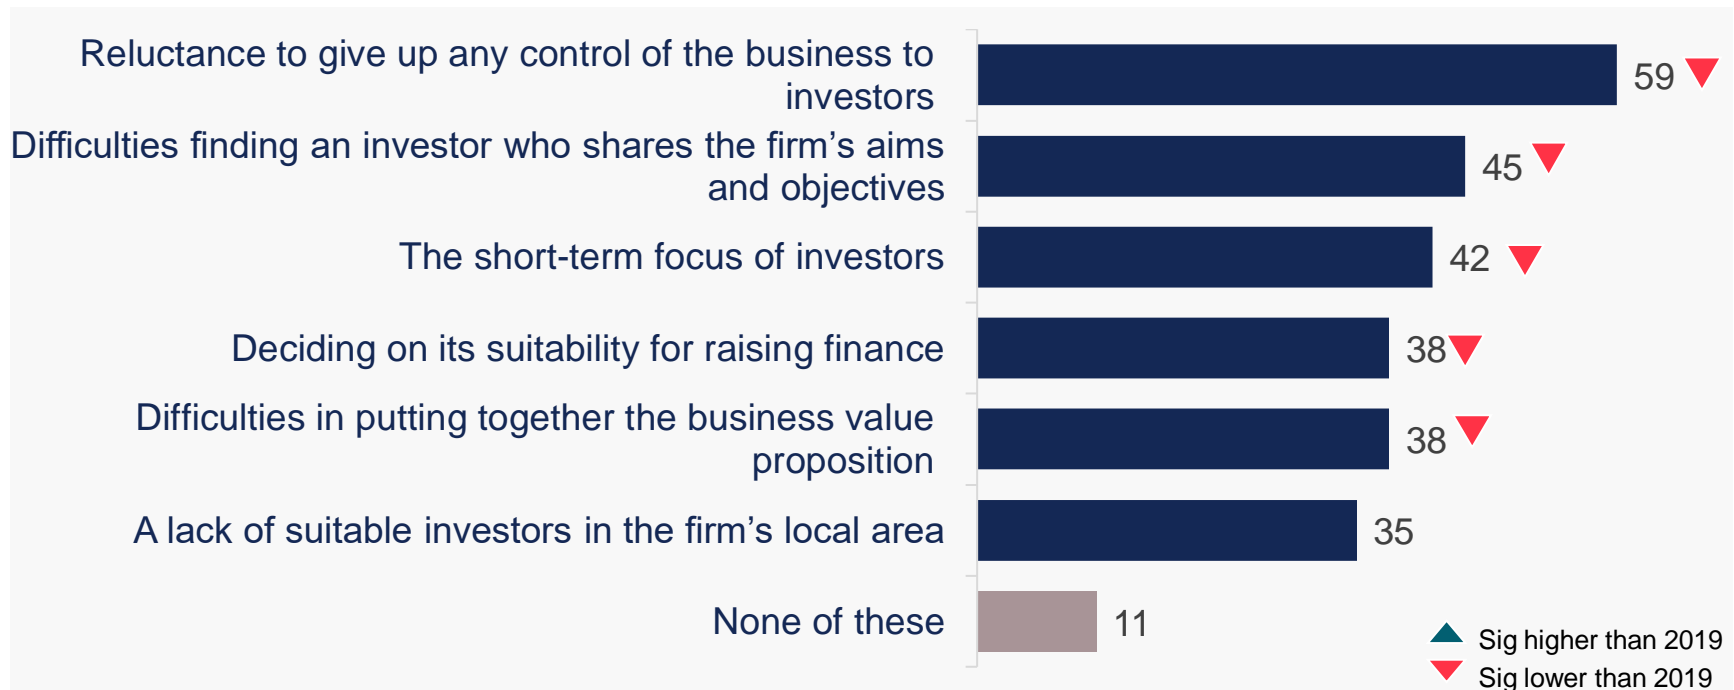 Reluctance to give up any control of the business to
investors
59
Difficulties finding an investor who shares the firm’s aims
and objectives
45
The short-term focus of investors
42
Deciding on its suitability for raising finance
38
Difficulties in putting together the business value
proposition
38
A lack of suitable investors in the firm’s local area
35
None of these
11
Sig higher than 2019
Sig lower than 2019